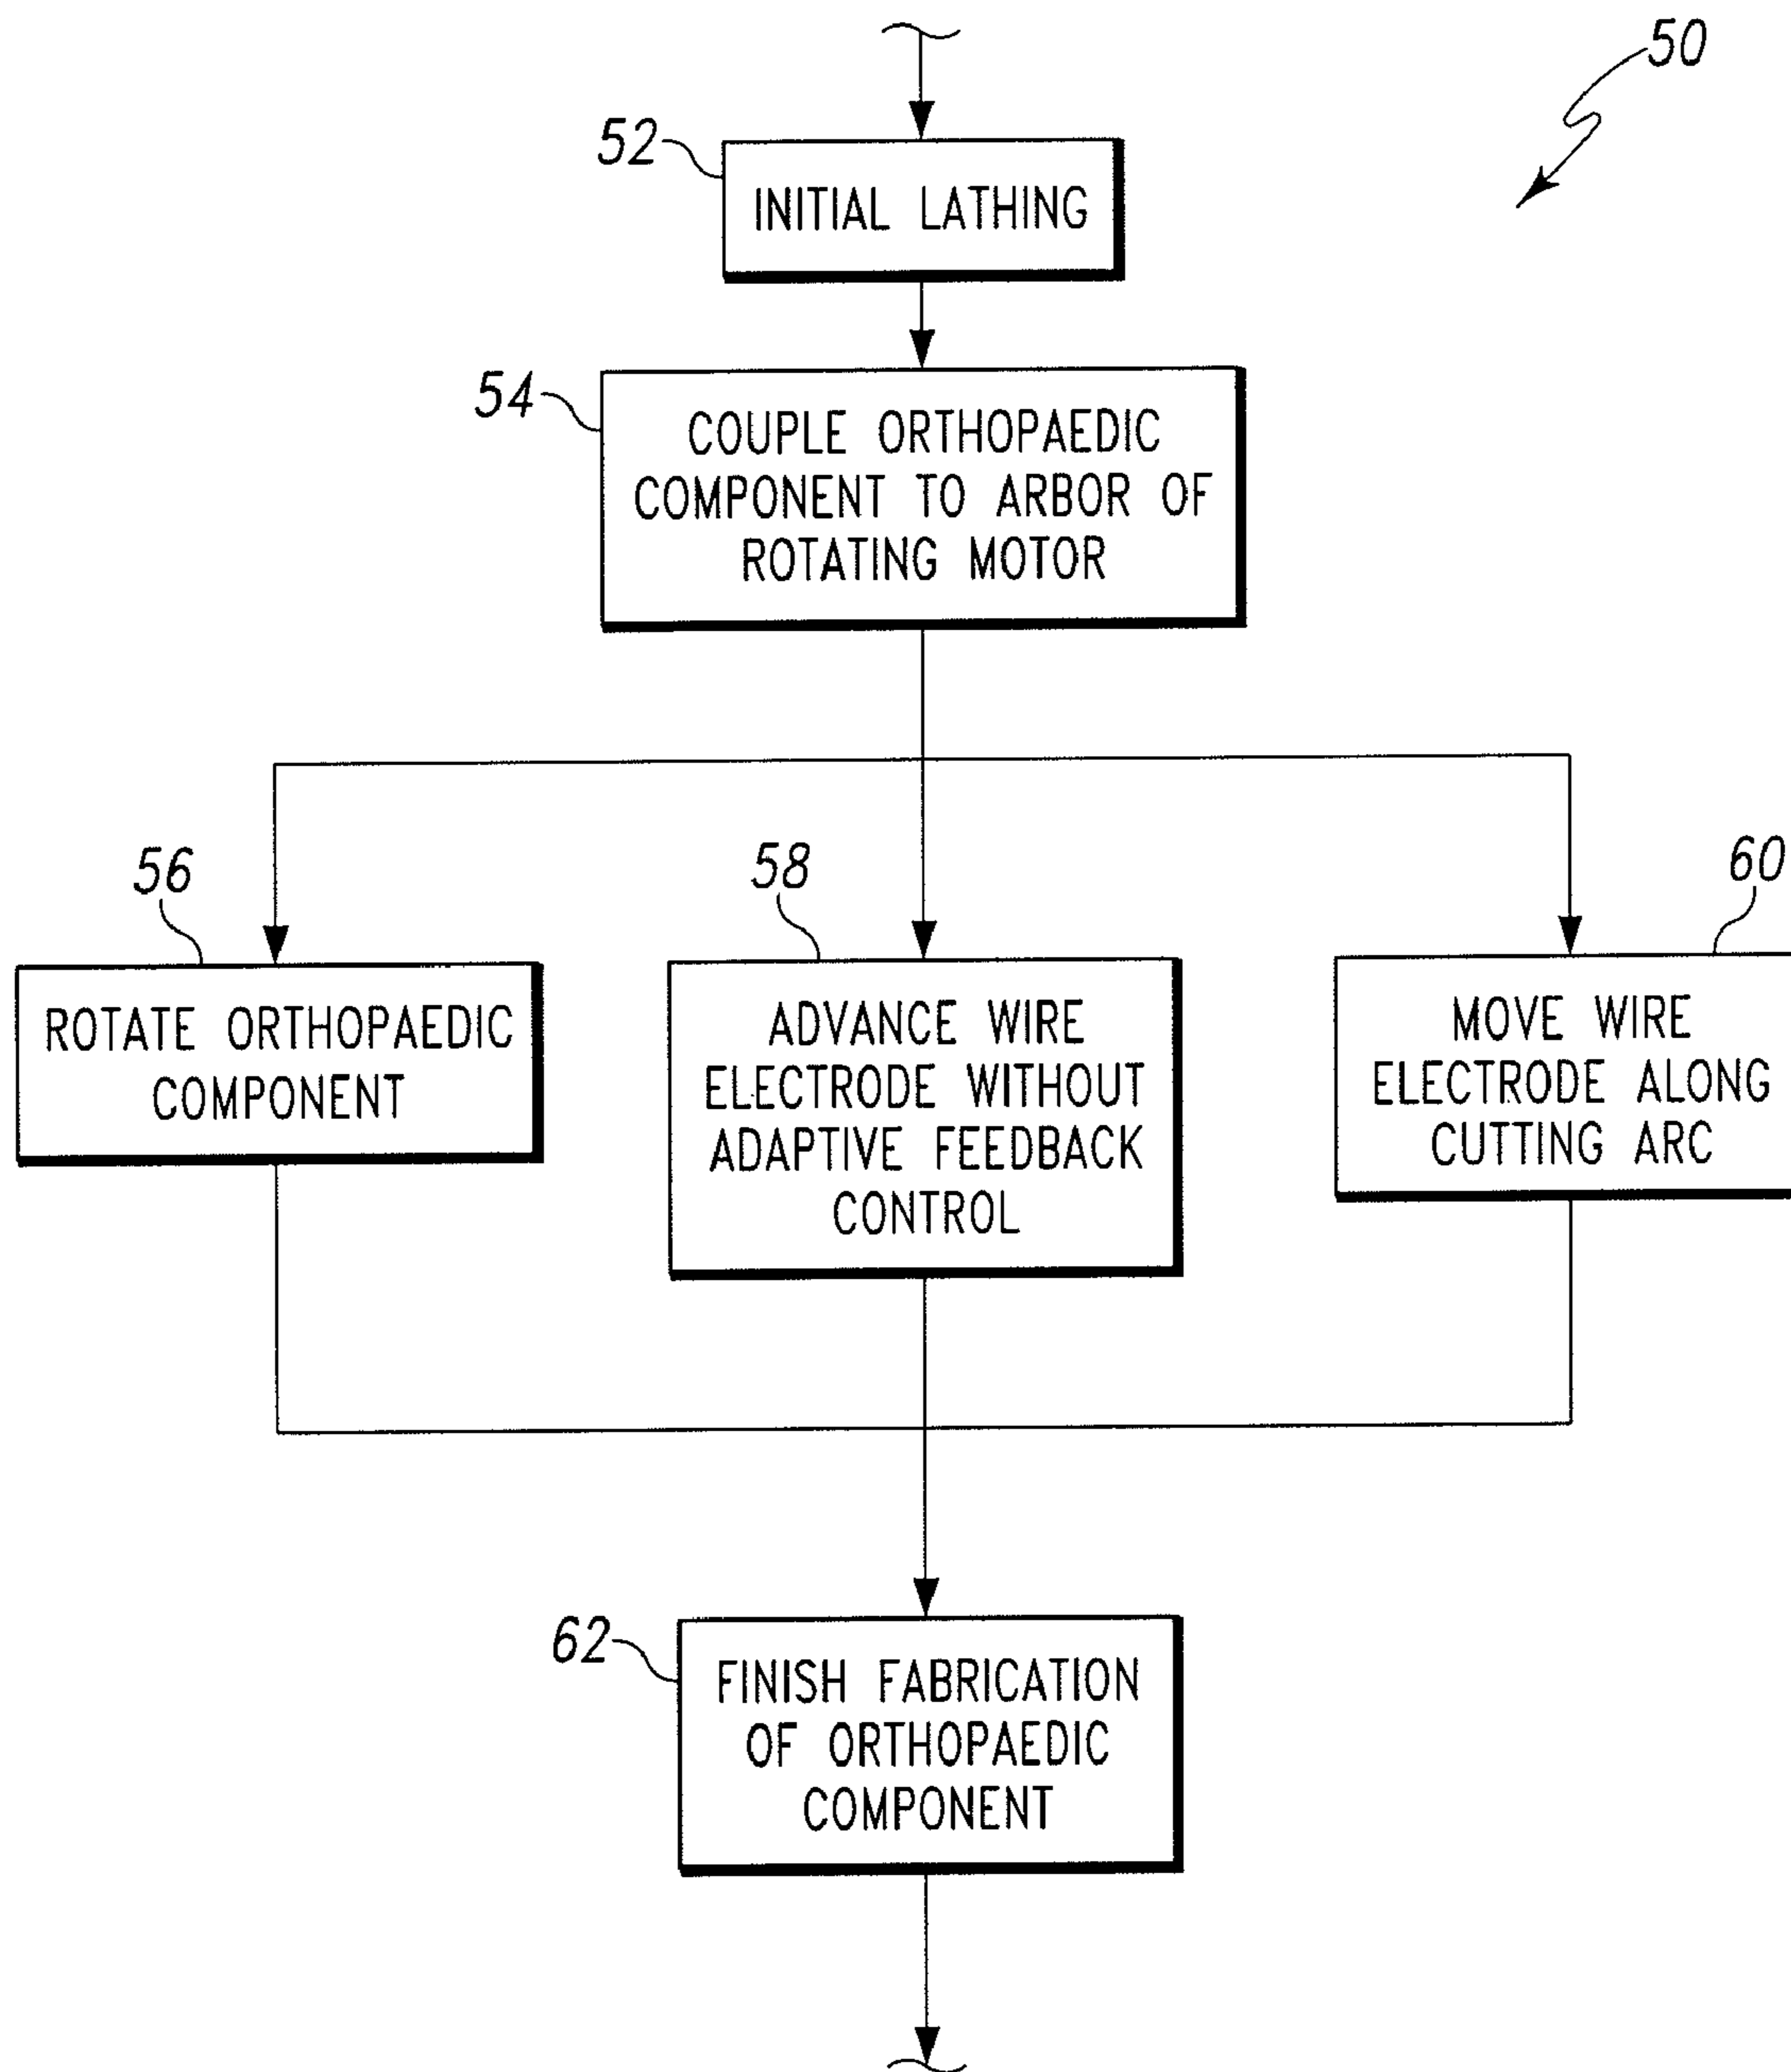 50
52
INITIAL LATHING
54
COUPLE ORTHOPAEDIC
COMPONENT TO ARBOR OF
ROTATING MOTOR
56
ROTATE ORTHOPAEDIC
COMPONENT
58
ADVANCE WIRE
ELECTRODE WITHOUT
ADAPTIVE FEEDBACK
CONTROL
60
MOVE WIRE
ELECTRODE ALONG
CUTTING ARC
62
FINISH FABRICATION
OF ORTHOPAEDIC
COMPONENT